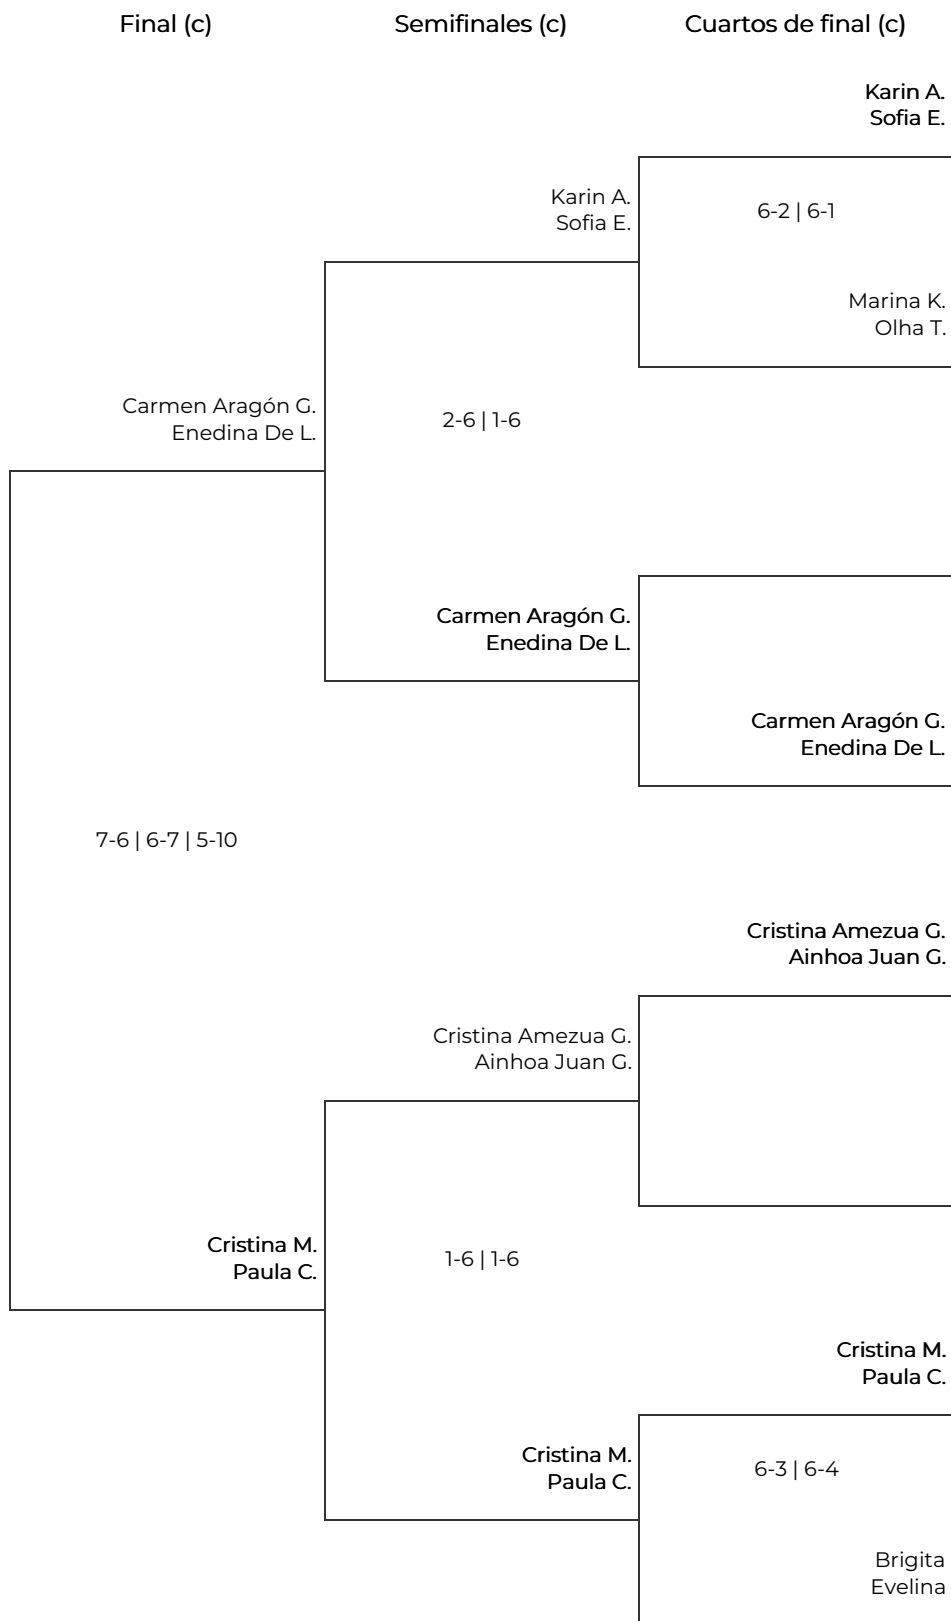 Final (c)
Semifinales (c)
Cuartos de final (c)
Karin A.
Sofia E.
Karin A.
Sofia E.
6-2 | 6-1
Marina K.
Olha T.
Carmen Aragón G.
Enedina De L.
2-6 | 1-6
Carmen Aragón G.
Enedina De L.
Carmen Aragón G.
Enedina De L.
7-6 | 6-7 | 5-10
Cristina Amezua G.
Ainhoa Juan G.
Cristina Amezua G.
Ainhoa Juan G.
Cristina M.
Paula C.
1-6 | 1-6
Cristina M.
Paula C.
Cristina M.
Paula C.
6-3 | 6-4
Brigita
Evelina